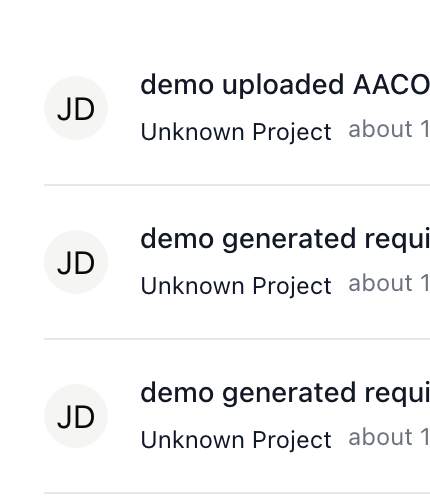 JD
demo uploaded AACO
Unknown Project about 1
JD
demo generated requi
Unknown Project about 1
JD
demo generated requi
Unknown Project about 1